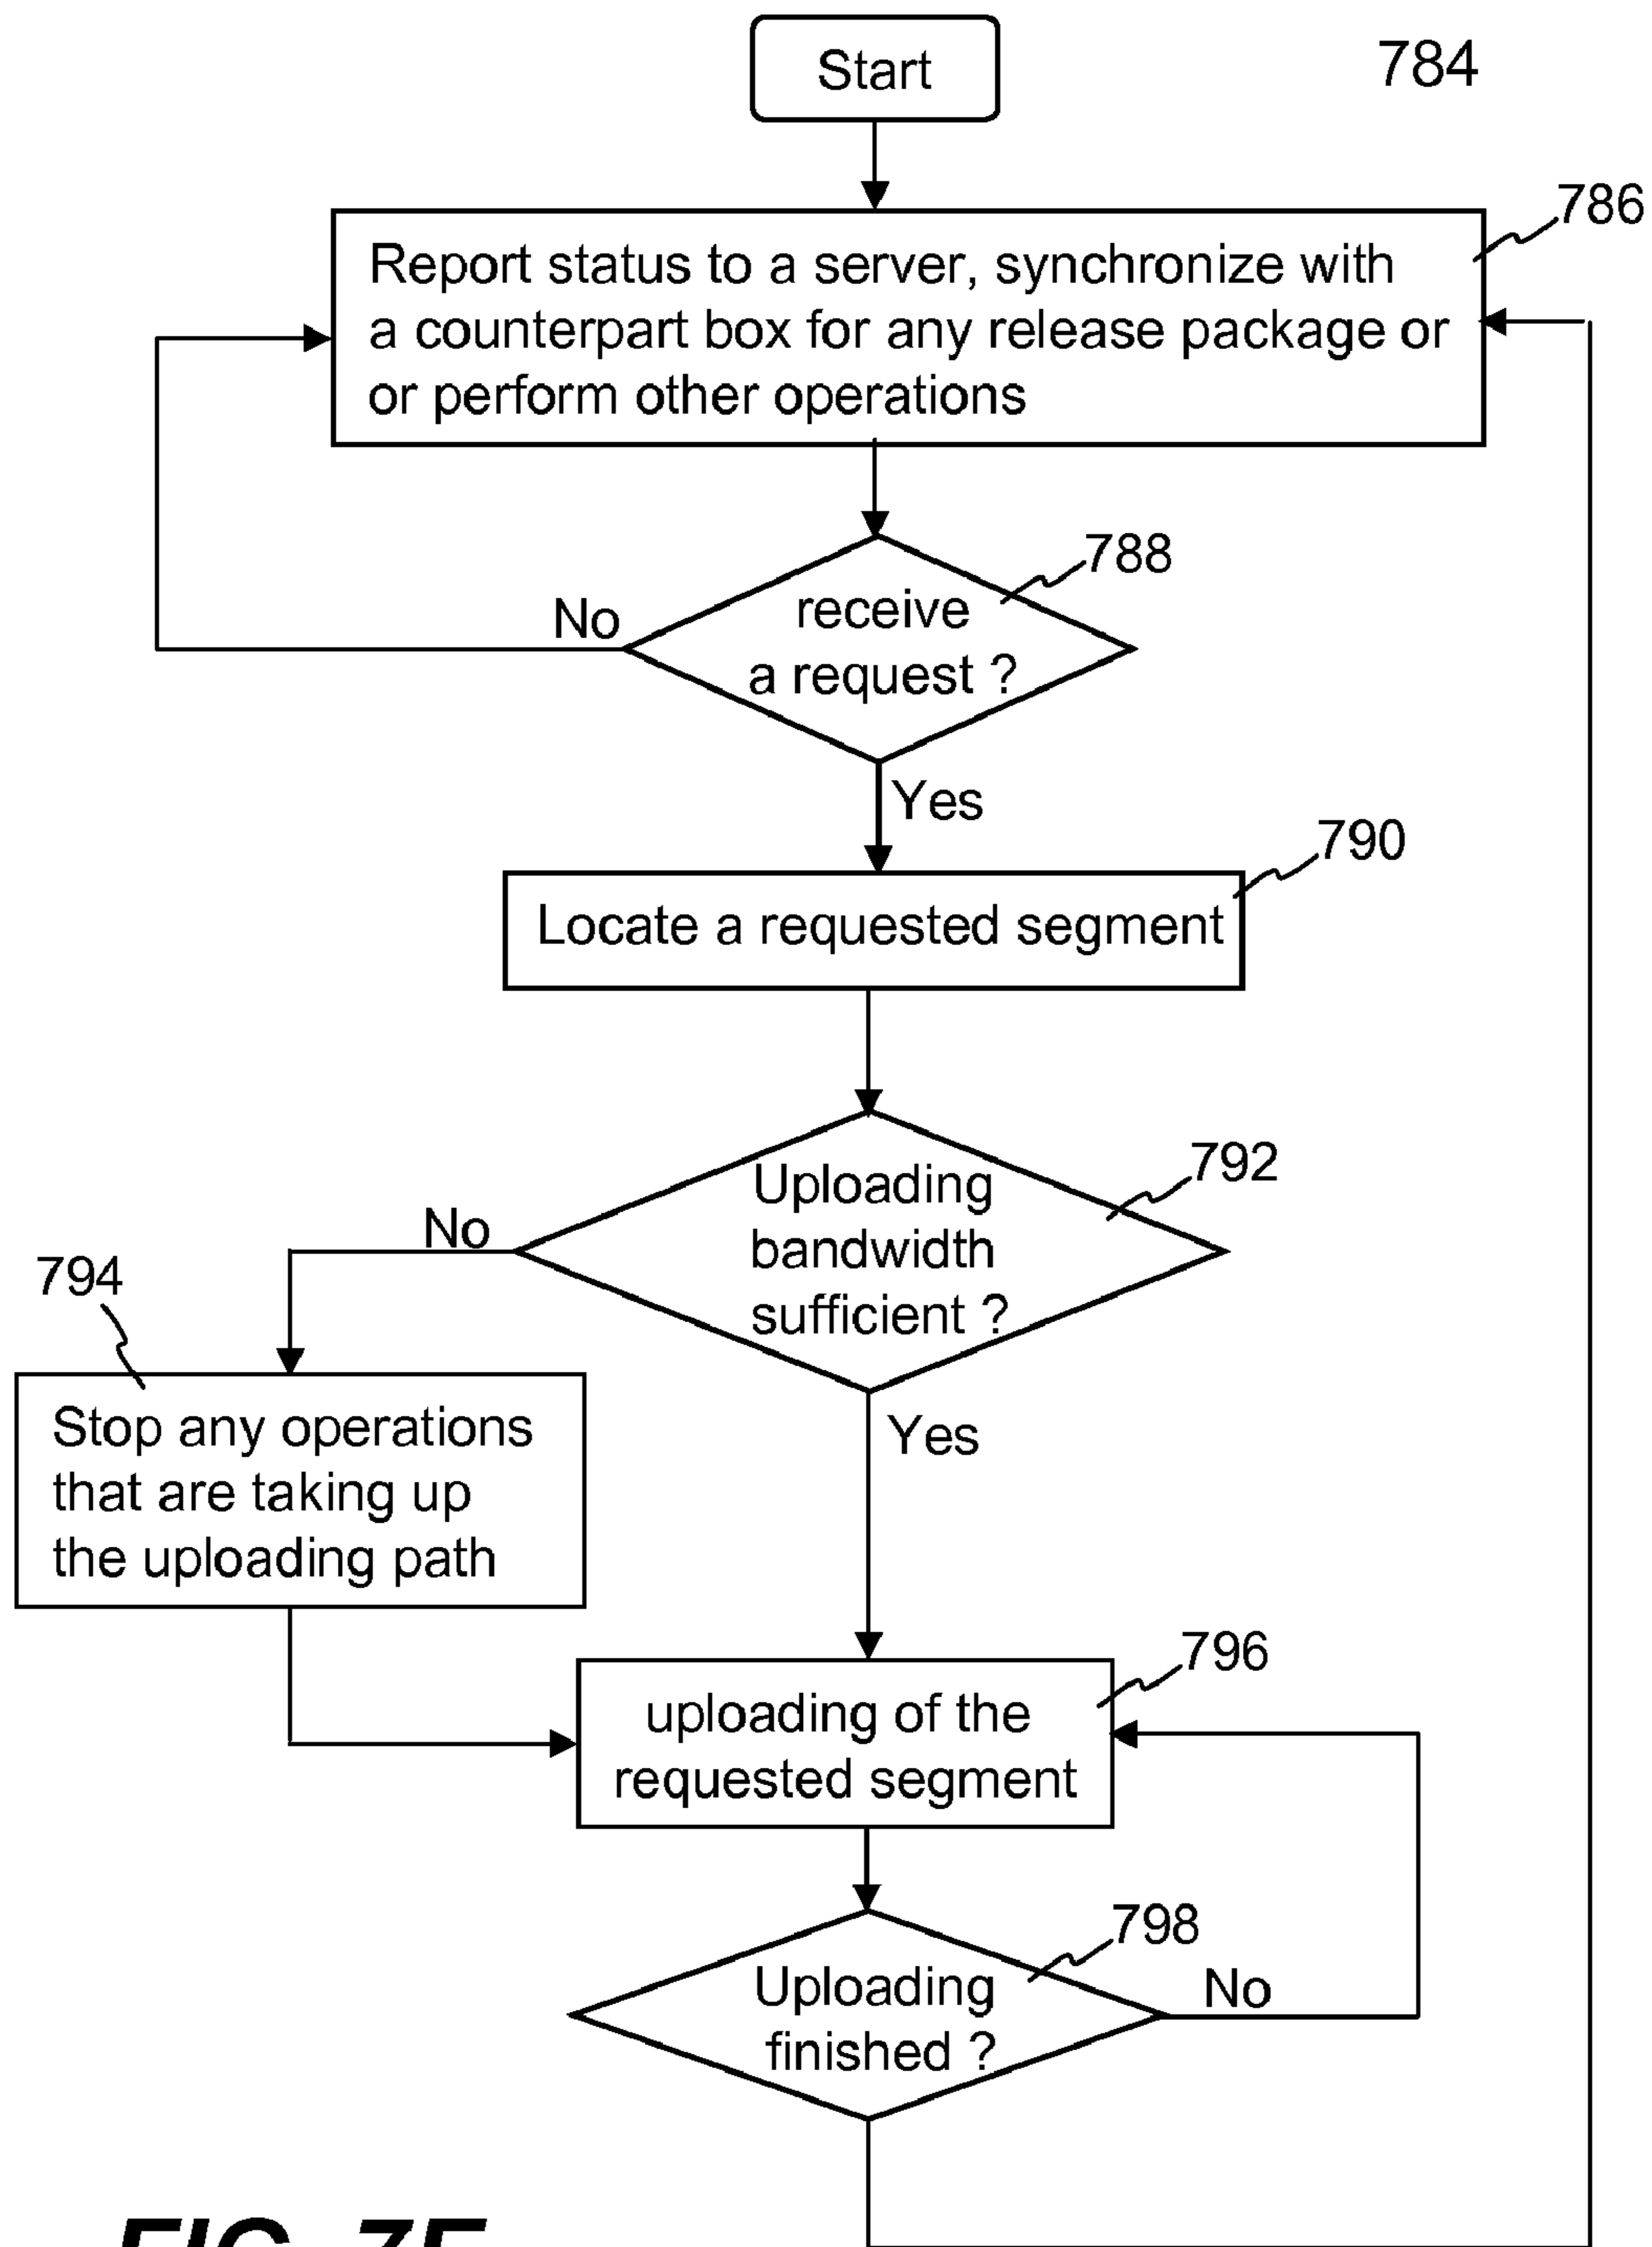 Start
784
786
Report status to a server, synchronize with
a counterpart box for any release package or
or perform other operations
788
receive
a request ?
No
Yes
790
Locate a requested segment
792
Uploading
bandwidth
sufficient ?
No
794
Yes
Stop any operations
that are taking up
the uploading path
796
uploading of the
requested segment
798
Uploading
finished ?
No